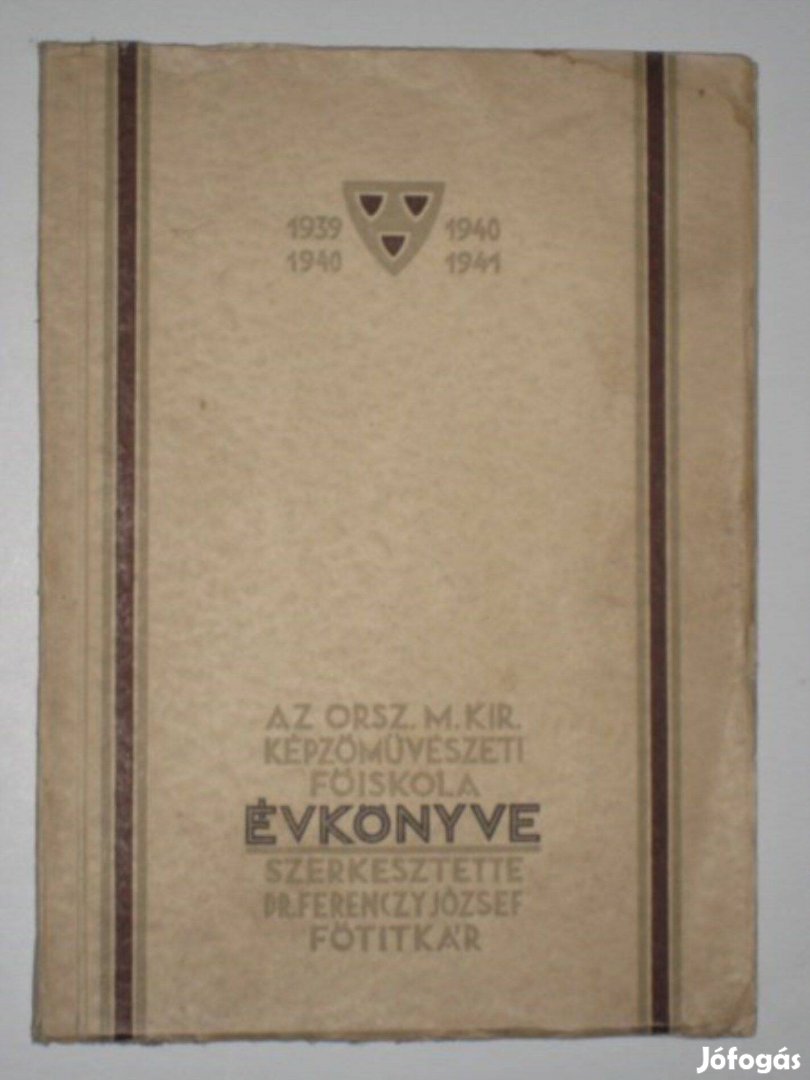 1939 1940
1940 1941
AZ ORSZ. M. KIR.
KÉPZŐMŰVÉSZETI
FŐISKOLA
ÉVKÖNYVE
SZERKESZTETTE
DR. FERENCZY JÓZSEF
FŐTITKÁR
Jófogás